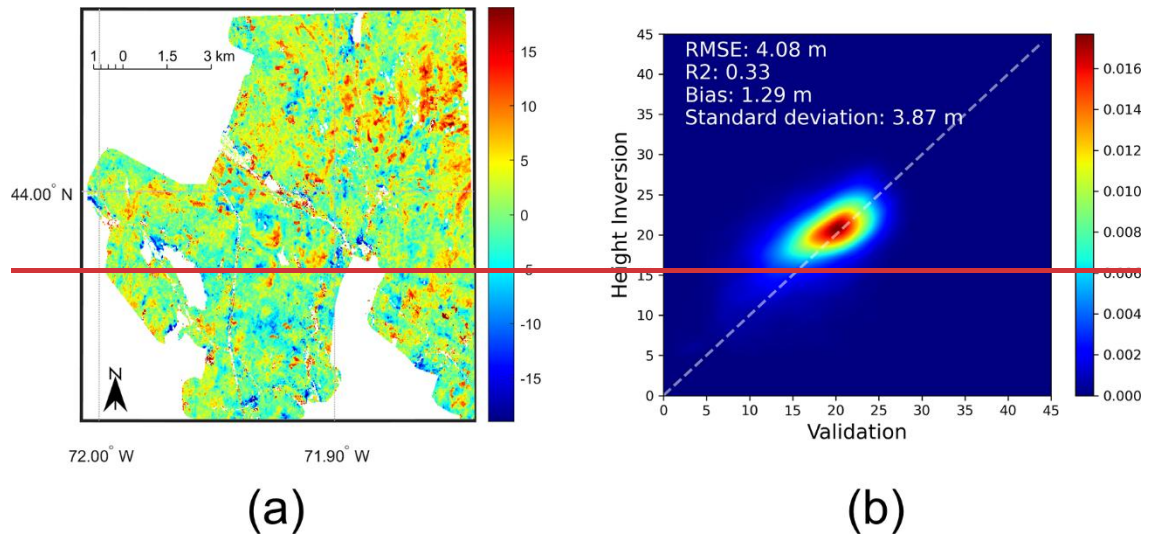 1 0 1.5 3 km
44.00° N
72.00° W
71.90° W
N
15
10
5
0
-5
-10
-15
(a)
RMSE: 4.08 m
R2: 0.33
Bias: 1.29 m
Standard deviation: 3.87 m
Height Inversion
45
40
35
30
25
20
15
10
5
0
0 5 10 15 20 25 30 35 40 45
Validation
0.016
0.014
0.012
0.010
0.008
0.006
0.004
0.002
0.000
(b)